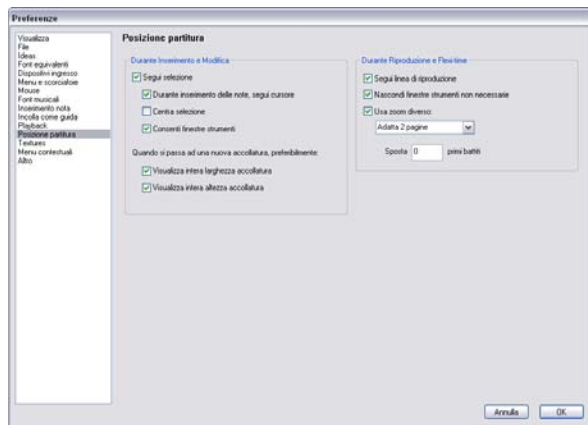 Preferenze
Visualizza
File
Ideas
Font equivalenti
Dispositivi ingresso
Menu e scorciatoie
Mouse
Font musicali
Inserimento nota
Incolla come guida
Playback
Posizione partitura
Textures
Menu contestuali
Altro
Posizione partitura
Durante Inserimento e Modifica
Segui selezione
Durante inserimento delle note, segui cursore
Centra selezione
Consenti finestre strumenti
Quando si passa ad una nuova accollatura, preferibilmente:
Visualizza intera larghezza accollatura
Visualizza intera altezza accollatura
Durante Riproduzione e Flexi-time
Segui linea di riproduzione
Nascondi finestre strumenti non necessarie
Usa zoom diverso:
Adatta 2 pagine
Sposta 0 primi battiti
Annulla
OK